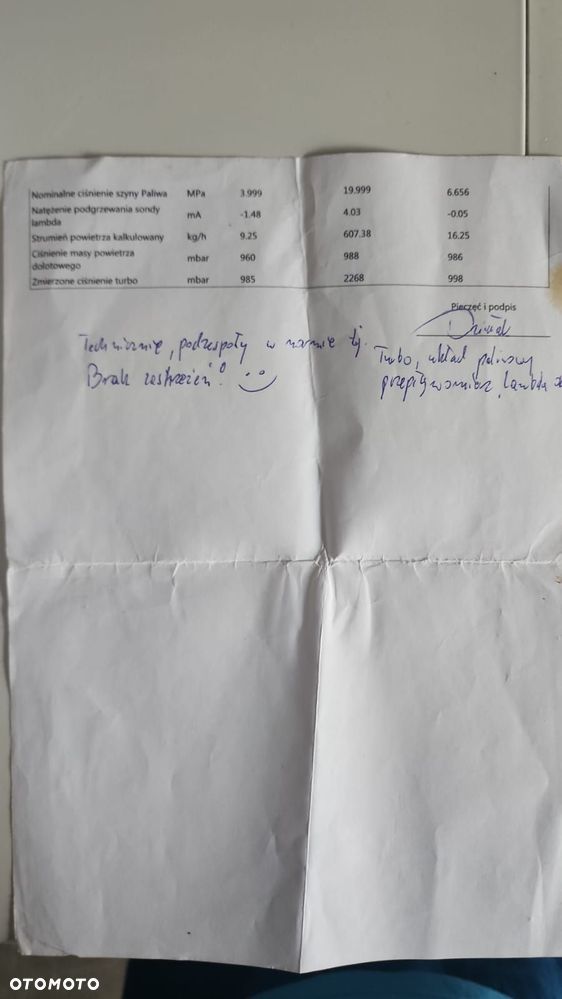 Nominalne ciśnienie szyny Paliwa MPa 3.999 19.999 6.656
Natężenie podgrzewania sondy lambda mA -1.48 4.03 -0.05
Strumień powietrza kalkulowany kg/h 9.25 607.38 16.25
Ciśnienie masy powietrza dolotowego mbar 960 988 986
Zmierzone ciśnienie turbo mbar 985 2268 998
Pieczęć i podpis
Technicznie, podzespoły w normie tj.
Brak zastrzeżeń!
Turbo, układ paliwowy
przepływomierz, lambda
OTOMOTO